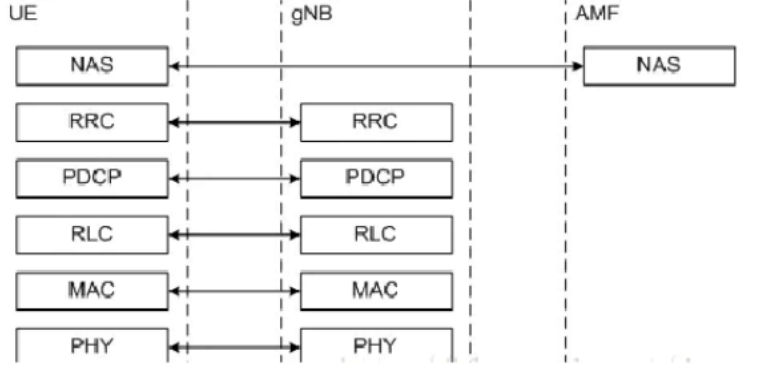 UE gNB AMF
NAS NAS
RRC RRC
PDCP PDCP
RLC RLC
MAC MAC
PHY PHY